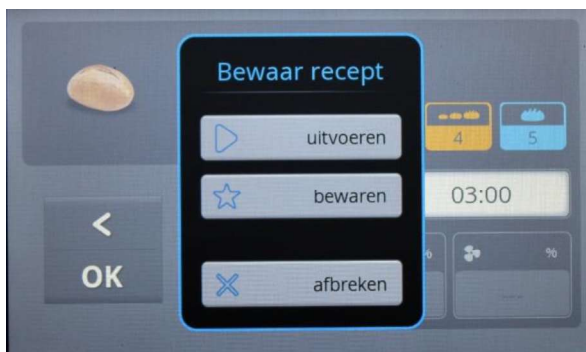 Bewaar recept
uitvoeren
4
5
bewaren
03:00
<
OK
%
%
afbreken
---